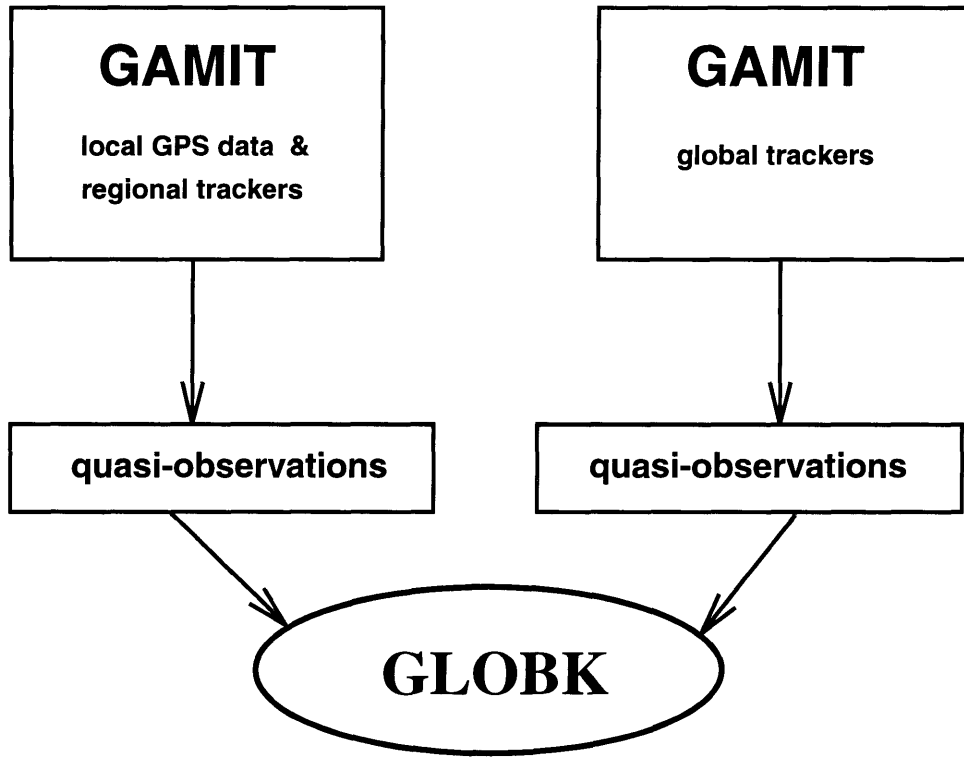 GAMIT
local GPS data &
regional trackers
GAMIT
global trackers
quasi-observations
quasi-observations
GLOBK